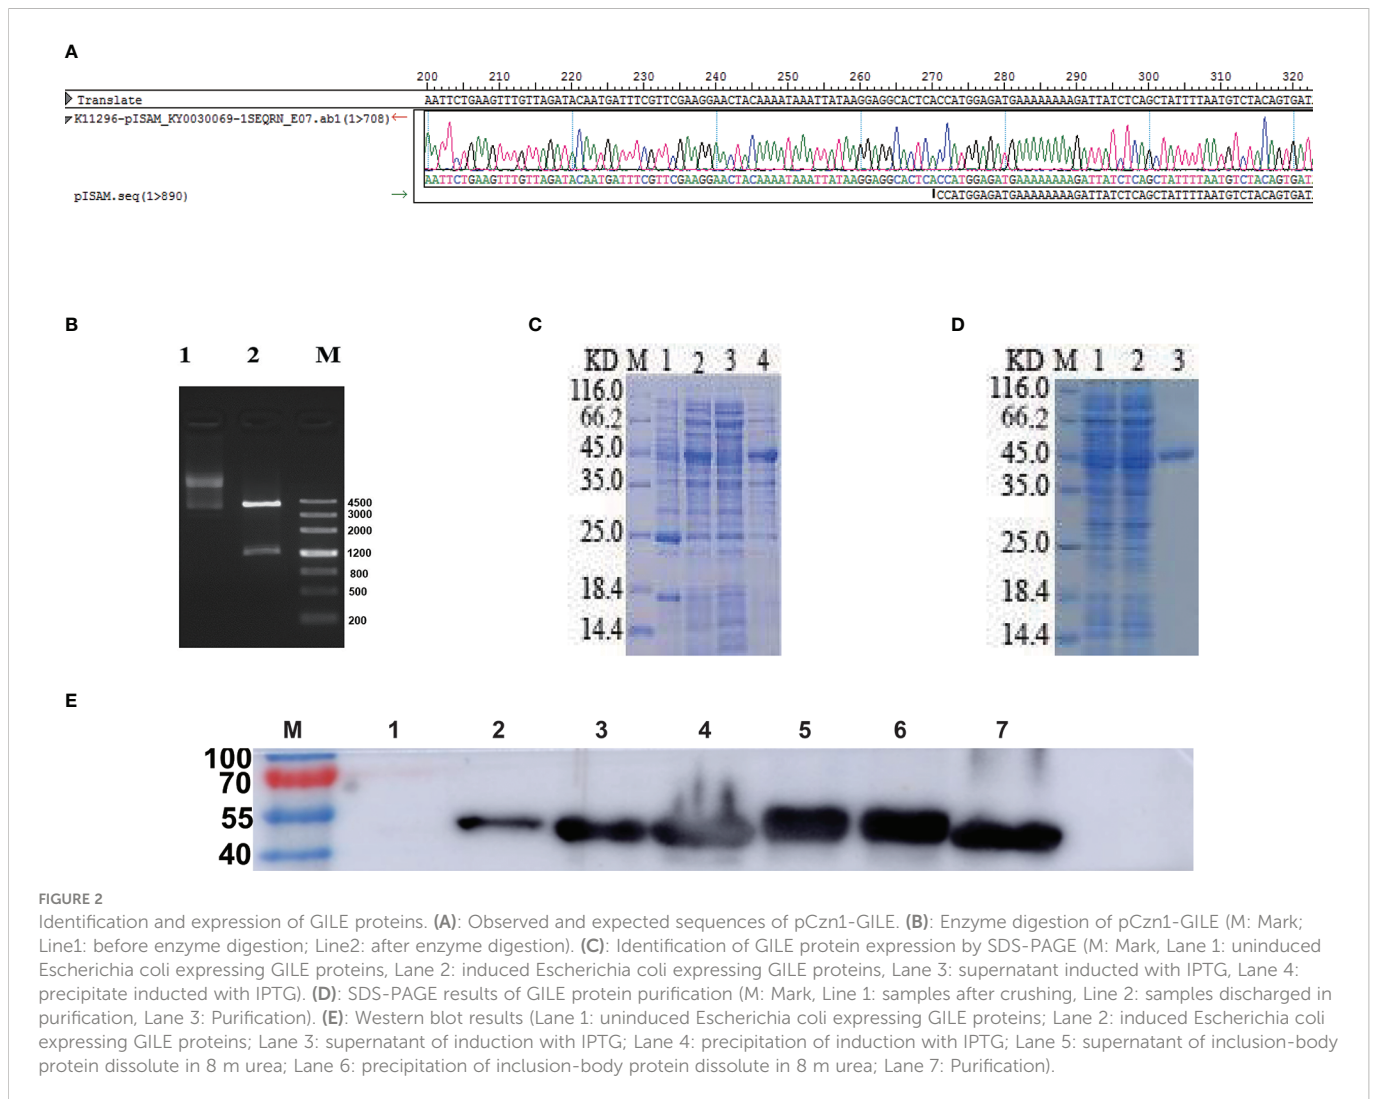 A
200 210 220 230 240 250 260 270 280 290 300 310 320
Translate AATTCTGAAGTTTGTTAGATACAATGATTTCGTTCGAAGGAACTACAAAATAAATTATAAGGAGGCACTCACCATGGAGATGAAAAAAAAGATTATCTCAGCTATTTTAATGTCTACAGTGAT.
K11296-pISAM_KY0030069-1SEQRN_E07.ab1(1>708)
AATTCTGAAGTTTGTTAGATACAATGATTTCGTTCGAAGGAACTACAAAATAAATTATAAGGAGGCACTCACCATGGAGATGAAAAAAAAGATTATCTCAGCTATTTTAATGTCTACAGTGAT.
pISAM.seq(1>890) CCATGGAGATGAAAAAAAAGATTATCTCAGCTATTTTAATGTCTACAGTGAT.
B
1 2 M
4500
3000
2000
1200
800
500
200
C
KD M 1 2 3 4
116.0
66.2
45.0
35.0
25.0
18.4
14.4
D
KD M 1 2 3
116.0
66.2
45.0
35.0
25.0
18.4
14.4
E
M 1 2 3 4 5 6 7
100
70
55
40
FIGURE 2
Identification and expression of GILE proteins. (A): Observed and expected sequences of pCzn1-GILE. (B): Enzyme digestion of pCzn1-GILE (M: Mark;
Line1: before enzyme digestion; Line2: after enzyme digestion). (C): Identification of GILE protein expression by SDS-PAGE (M: Mark, Lane 1: uninduced
Escherichia coli expressing GILE proteins, Lane 2: induced Escherichia coli expressing GILE proteins, Lane 3: supernatant inducted with IPTG, Lane 4:
precipitate inducted with IPTG). (D): SDS-PAGE results of GILE protein purification (M: Mark, Line 1: samples after crushing, Line 2: samples discharged in
purification, Lane 3: Purification). (E): Western blot results (Lane 1: uninduced Escherichia coli expressing GILE proteins; Lane 2: induced Escherichia coli
expressing GILE proteins; Lane 3: supernatant of induction with IPTG; Lane 4: precipitation of induction with IPTG; Lane 5: supernatant of inclusion-body
protein dissolute in 8 m urea; Lane 6: precipitation of inclusion-body protein dissolute in 8 m urea; Lane 7: Purification).